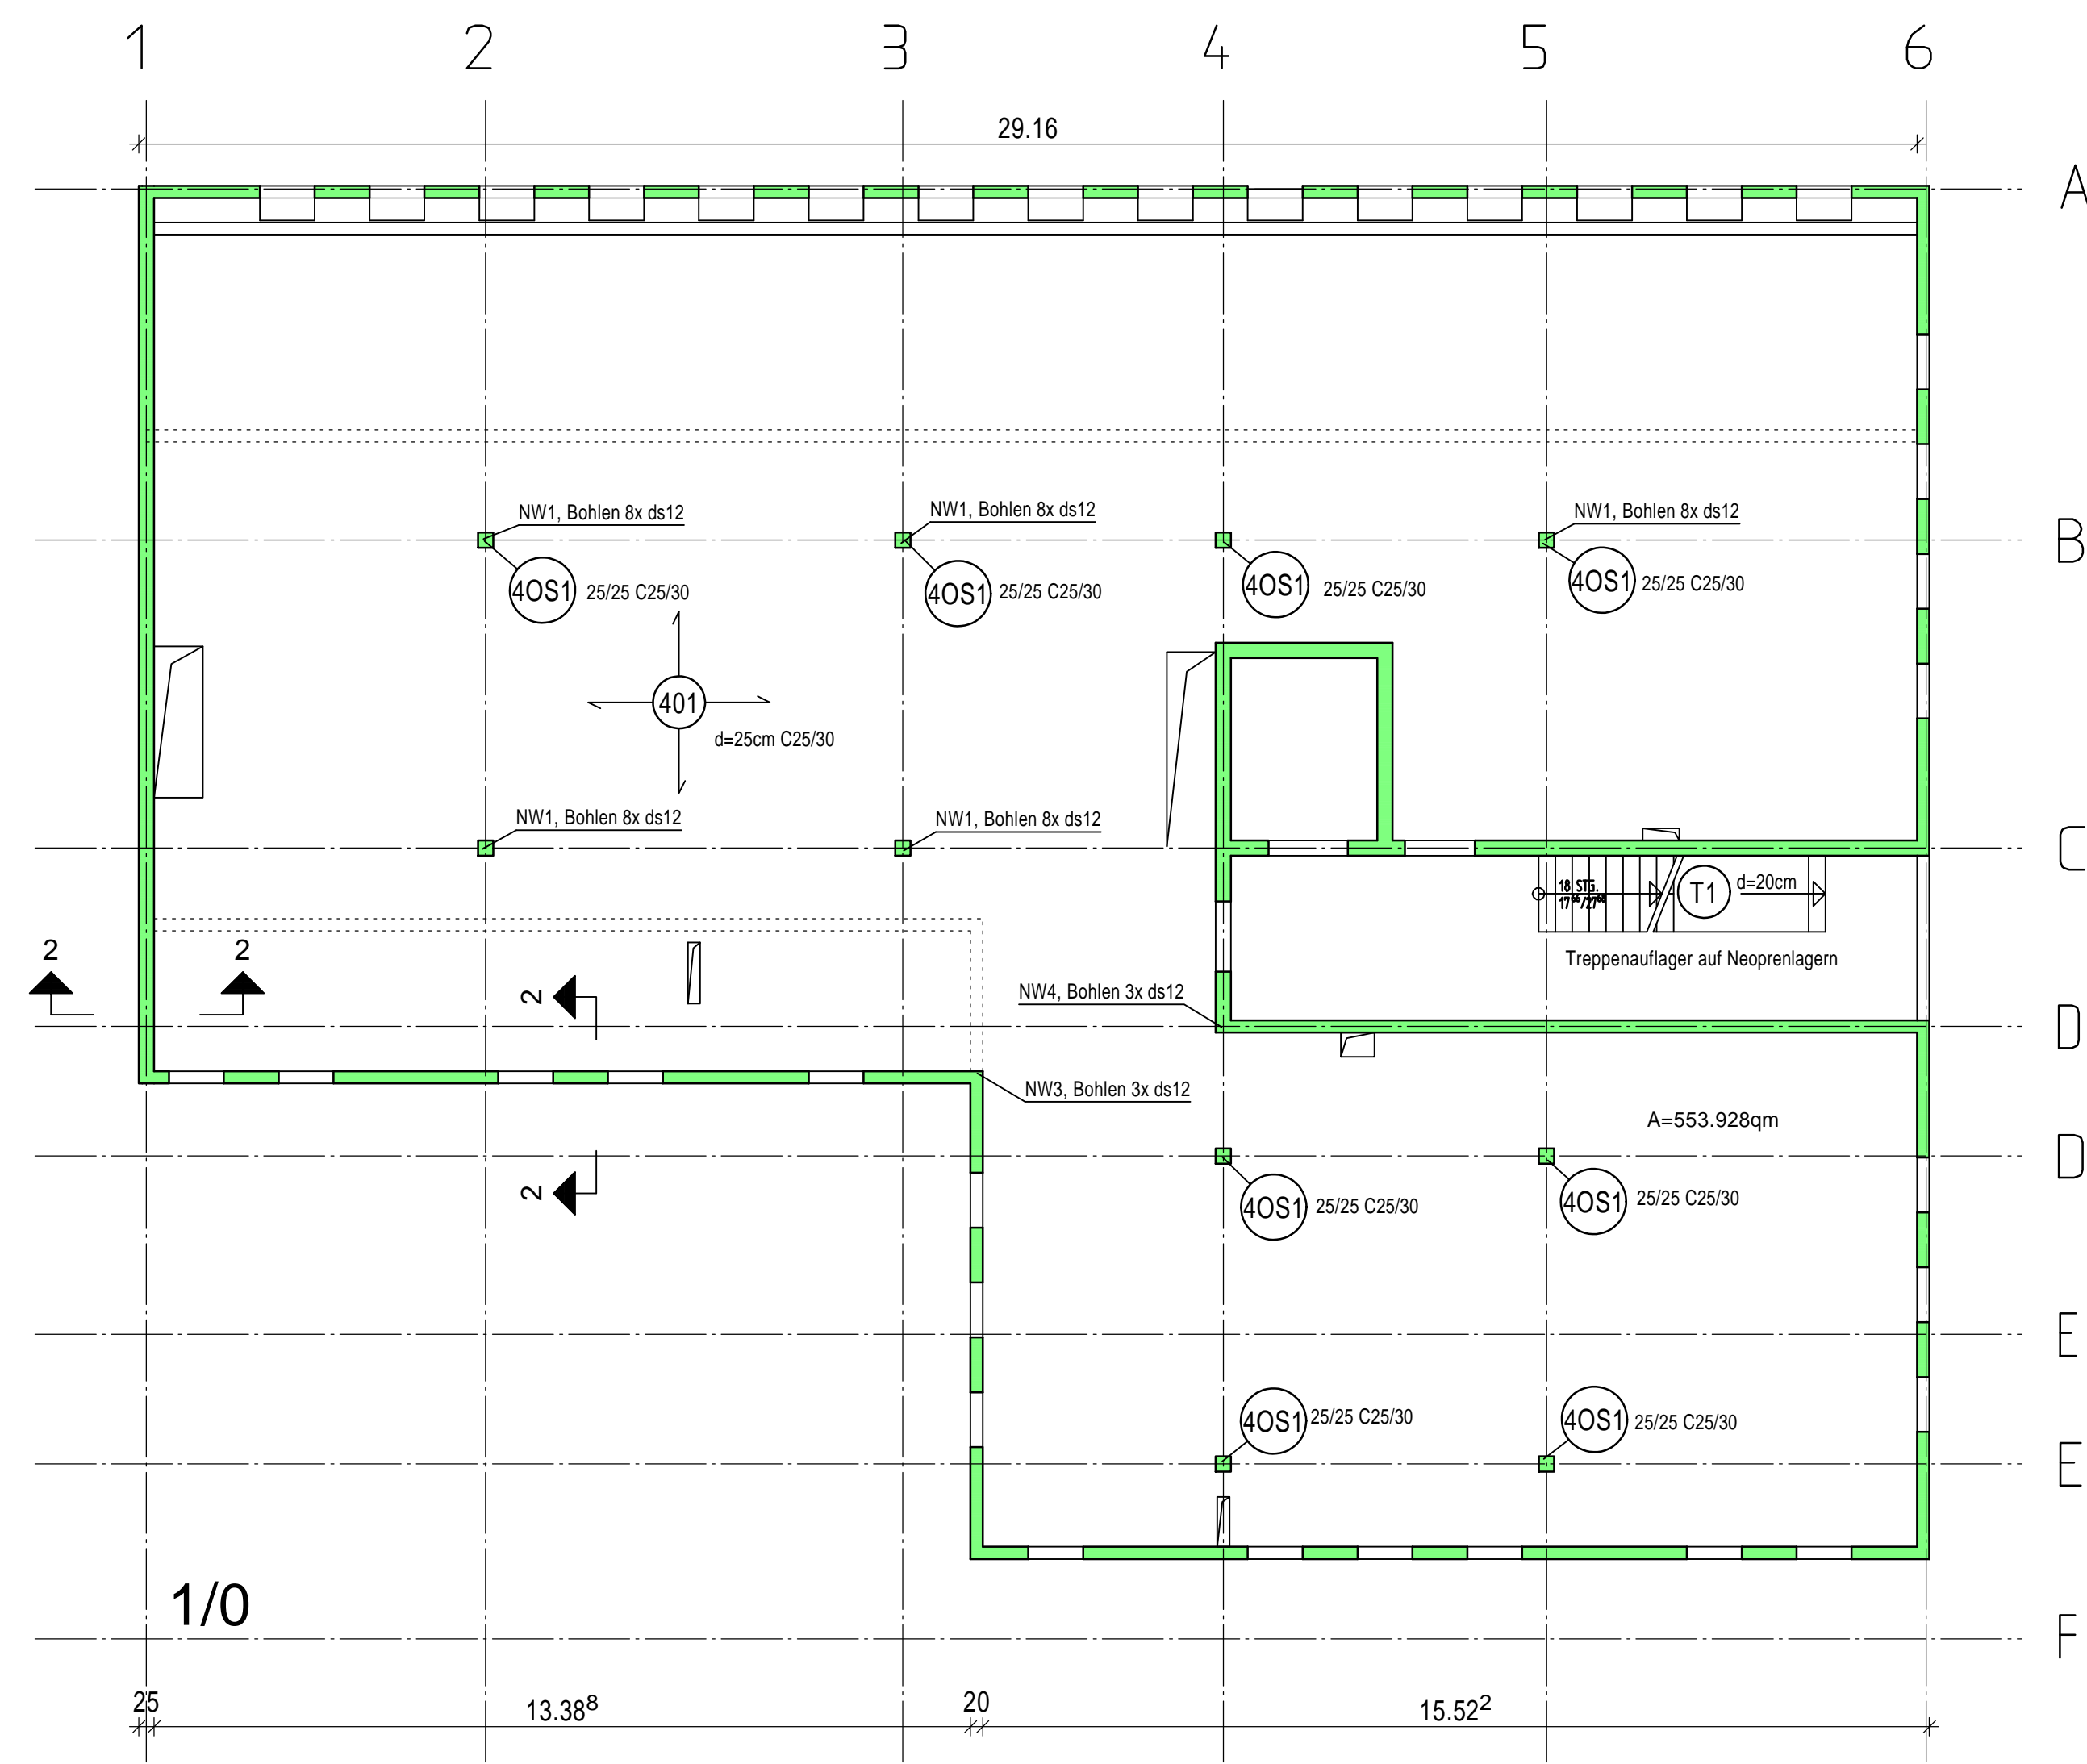 1 2 3 4 5 6
29.16
A
NW1, Bohlen 8x ds12
NW1, Bohlen 8x ds12
NW1, Bohlen 8x ds12
B
4OS1 25/25 C25/30
4OS1 25/25 C25/30
4OS1 25/25 C25/30
4OS1 25/25 C25/30
401
d=25cm C25/30
NW1, Bohlen 8x ds12
NW1, Bohlen 8x ds12
C
18 STG.
T1
d=20cm
2
2
2
Treppenauflager auf Neoprenlagern
NW4, Bohlen 3x ds12
D
NW3, Bohlen 3x ds12
A=553.928qm
D
2
4OS1 25/25 C25/30
4OS1 25/25 C25/30
E
4OS1 25/25 C25/30
4OS1 25/25 C25/30
E
1/0
F
25
13.38⁸
20
15.52²